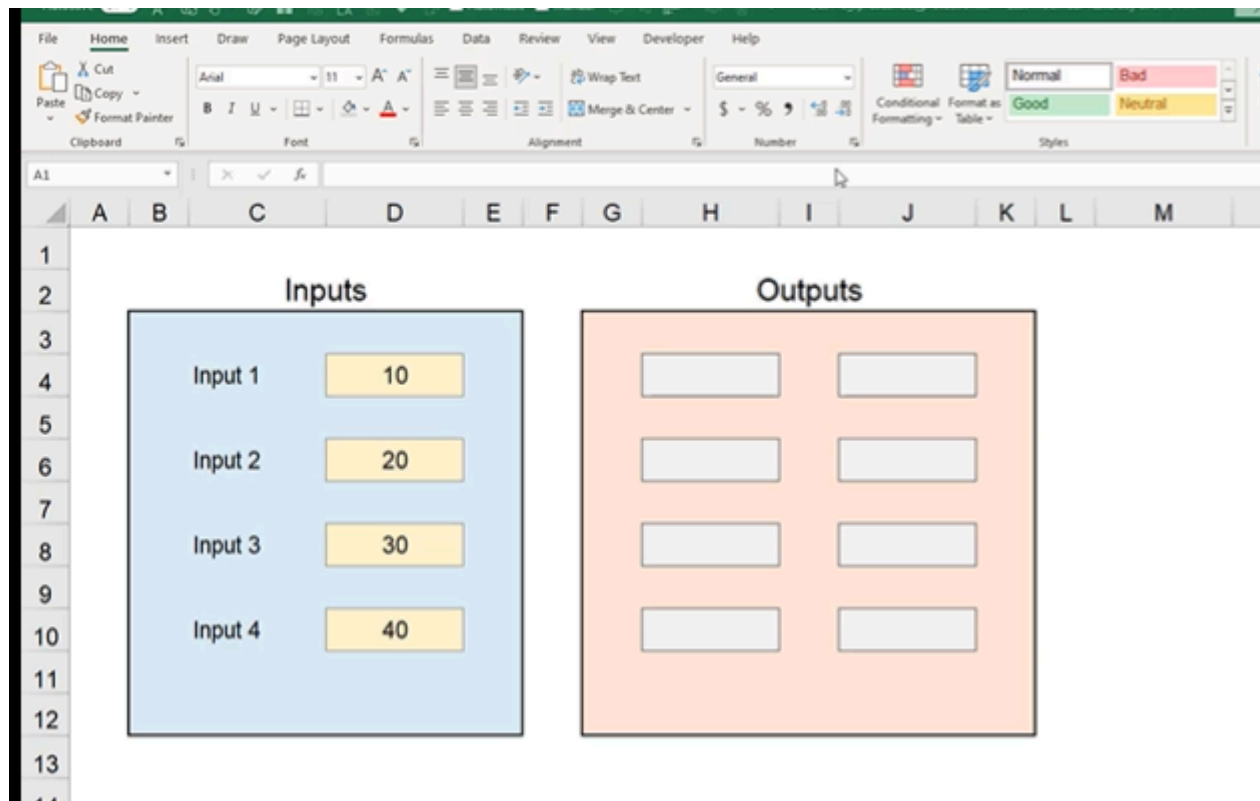 File Home Insert Draw Page Layout Formulas Data Review View Developer Help
Paste
Cut
Copy
Format Painter
Clipboard
Arial 11 A^ Aˇ
B I U A
Font
Wrap Text
Merge & Center
Alignment
General
$ % 9
Number
Conditional Formatting
Format as Table
Normal Bad
Good Neutral
Styles
A1 fx
A B C D E F G H I J K L M
1
2 Inputs Outputs
3
4 Input 1 10
5
6 Input 2 20
7
8 Input 3 30
9
10 Input 4 40
11
12
13